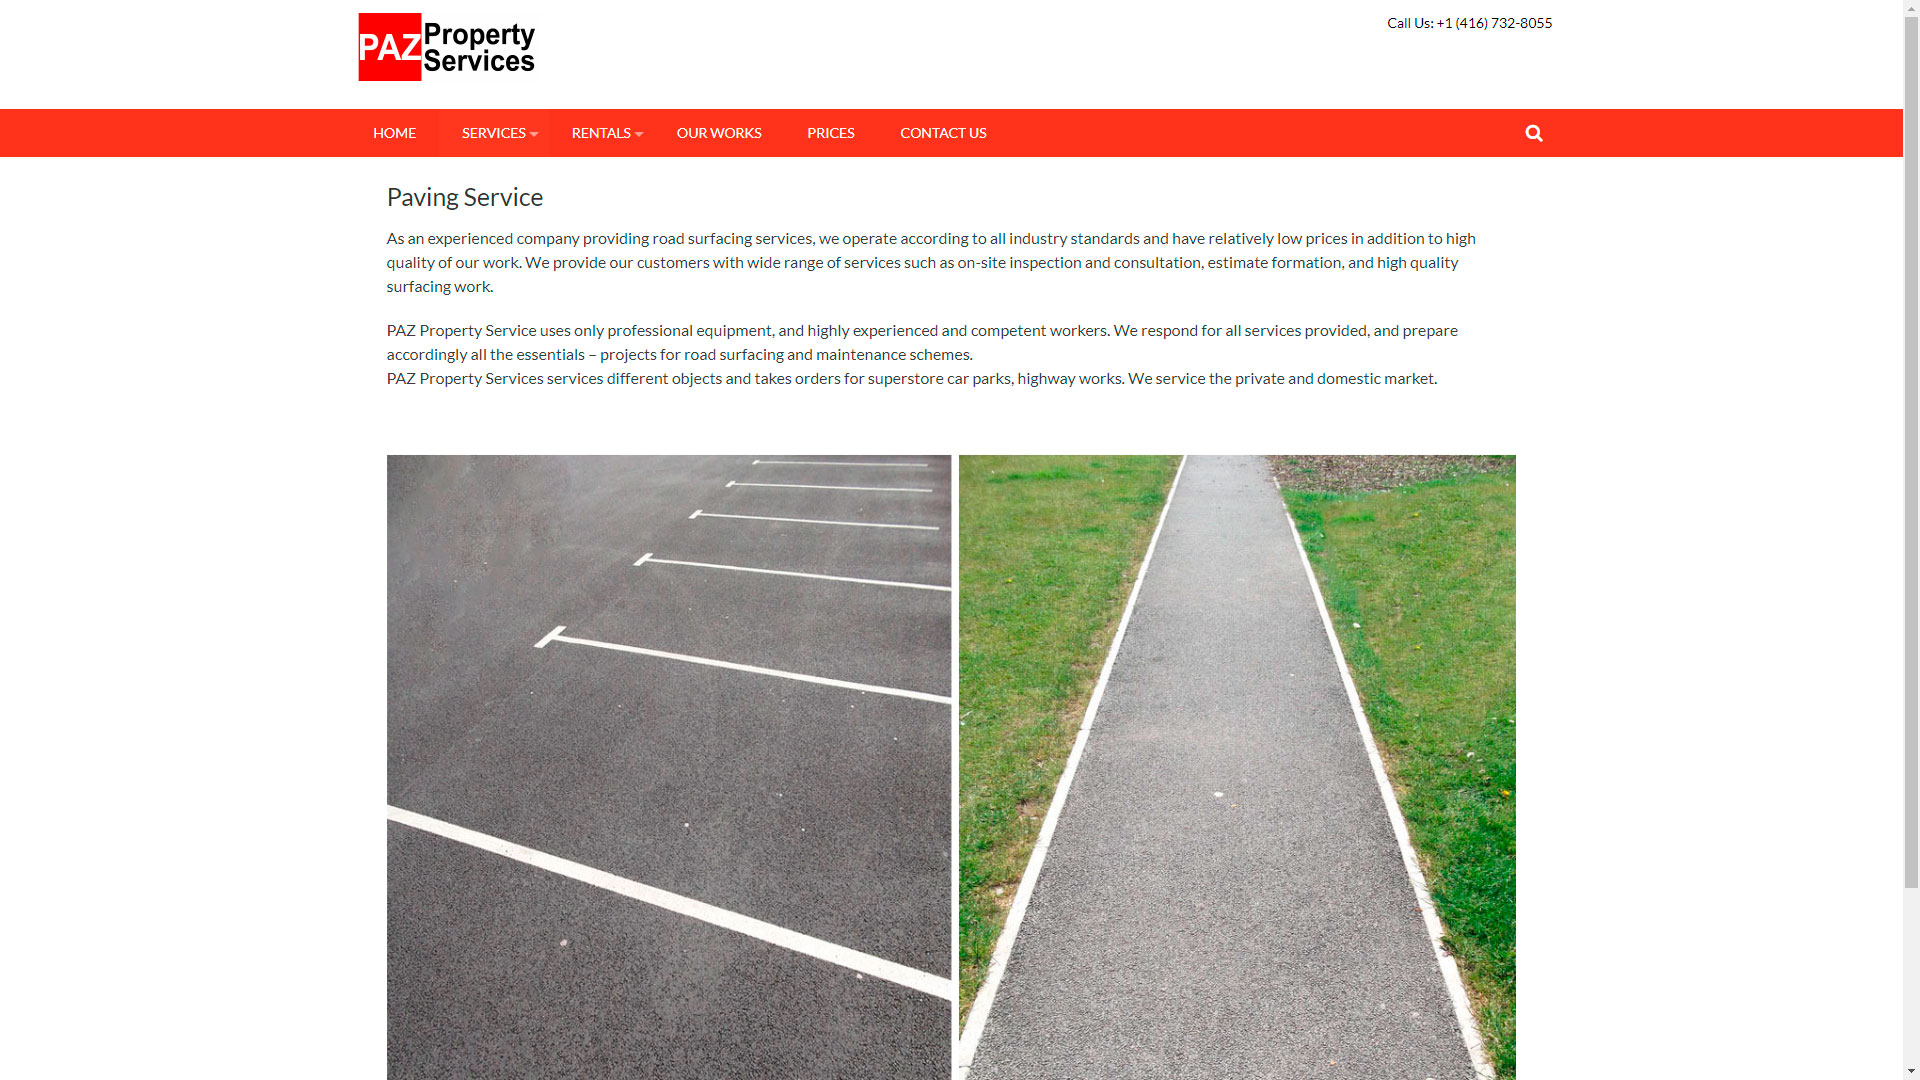 PAZ Property
Services
Call Us: +1 (416) 732-8055
HOME SERVICES RENTALS OUR WORKS PRICES CONTACT US
Paving Service
As an experienced company providing road surfacing services, we operate according to all industry standards and have relatively low prices in addition to high
quality of our work. We provide our customers with wide range of services such as on-site inspection and consultation, estimate formation, and high quality
surfacing work.
PAZ Property Service uses only professional equipment, and highly experienced and competent workers. We respond for all services provided, and prepare
accordingly all the essentials – projects for road surfacing and maintenance schemes.
PAZ Property Services services different objects and takes orders for superstore car parks, highway works. We service the private and domestic market.